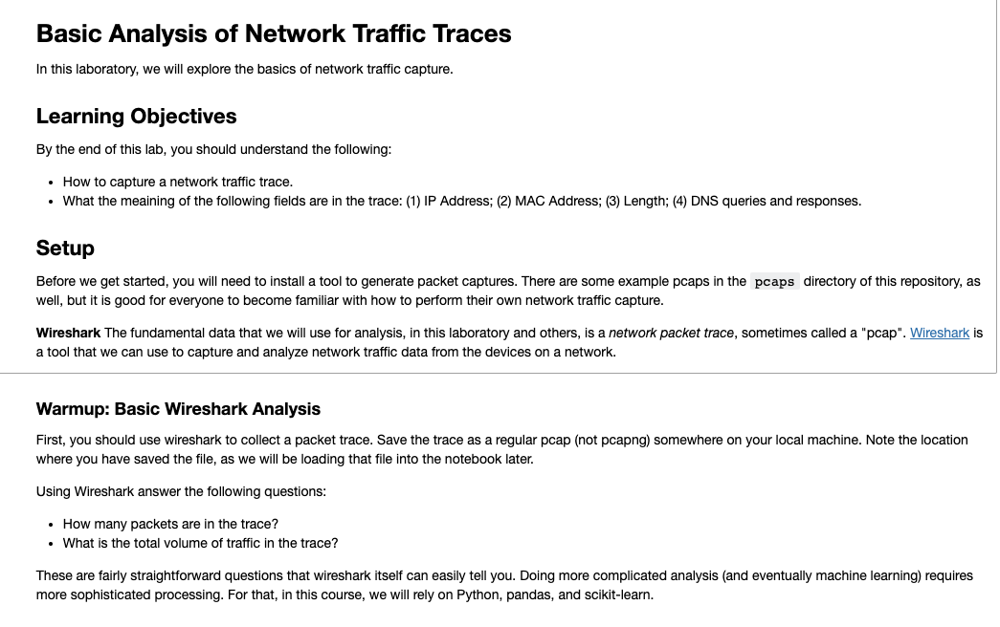 Basic Analysis of Network Traffic Traces
In this laboratory, we will explore the basics of network traffic capture.
Learning Objectives
By the end of this lab, you should understand the following:
• How to capture a network traffic trace.
• What the meaining of the following fields are in the trace: (1) IP Address; (2) MAC Address; (3) Length; (4) DNS queries and responses.
Setup
Before we get started, you will need to install a tool to generate packet captures. There are some example pcaps in the pcaps directory of this repository, as
well, but it is good for everyone to become familiar with how to perform their own network traffic capture.
Wireshark The fundamental data that we will use for analysis, in this laboratory and others, is a network packet trace, sometimes called a "pcap". Wireshark is
a tool that we can use to capture and analyze network traffic data from the devices on a network.
Warmup: Basic Wireshark Analysis
First, you should use wireshark to collect a packet trace. Save the trace as a regular pcap (not pcapng) somewhere on your local machine. Note the location
where you have saved the file, as we will be loading that file into the notebook later.
Using Wireshark answer the following questions:
• How many packets are in the trace?
• What is the total volume of traffic in the trace?
These are fairly straightforward questions that wireshark itself can easily tell you. Doing more complicated analysis (and eventually machine learning) requires
more sophisticated processing. For that, in this course, we will rely on Python, pandas, and scikit-learn.